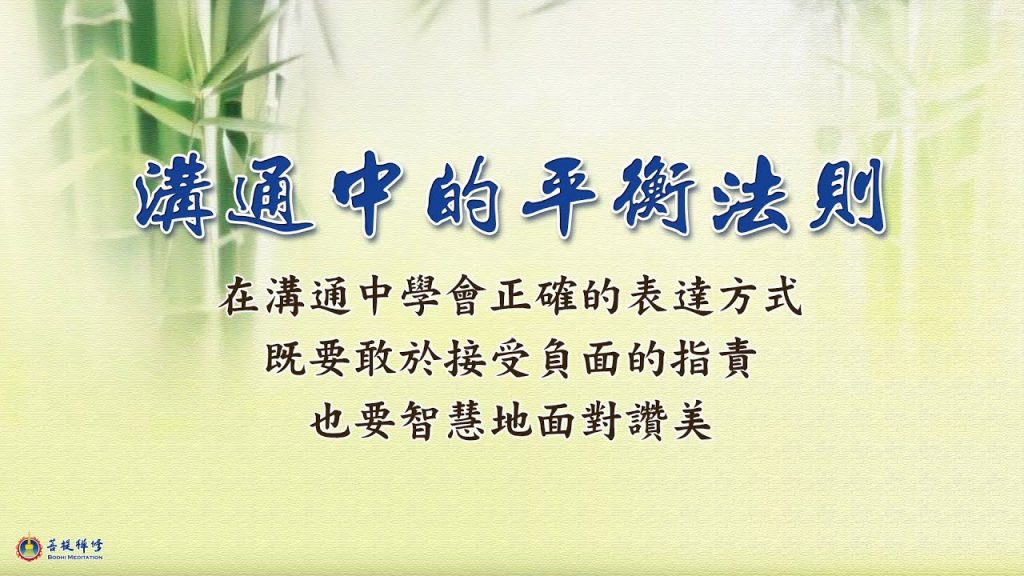 溝通中的平衡法則
在溝通中學會正確的表達方式
既要敢於接受負面的指責
也要智慧地面對讚美
菩提禪修
BODHI MEDITATION